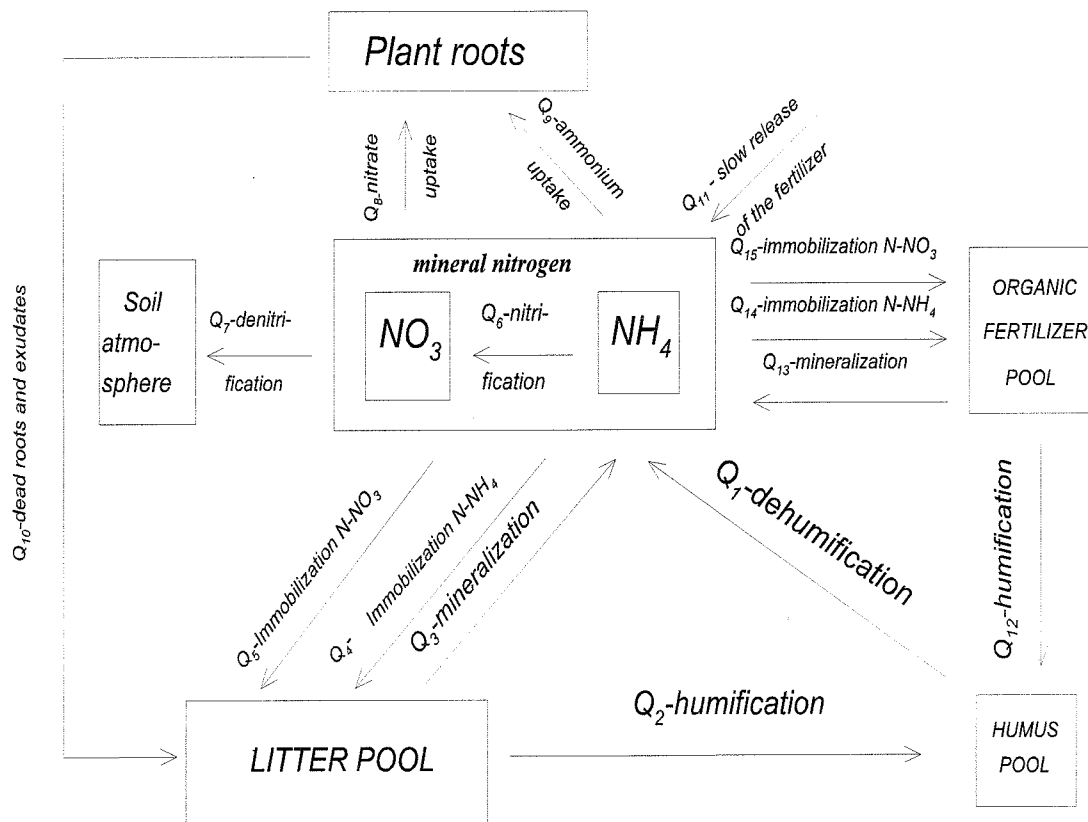 Plant roots
Q10-dead roots and exudates
Q8-nitrate
uptake
Q9-ammonium
uptake
Q11 - slow release
of the fertilizer
mineral nitrogen
NO3
Q6-nitri-
fication
NH4
Soil
atmo-
sphere
Q7-denitri-
fication
Q15-immobilization N-NO3
Q14-immobilization N-NH4
Q13-mineralization
ORGANIC
FERTILIZER
POOL
Q5-Immobilization N-NO3
Q4- Immobilization N-NH4
Q3-mineralization
Q1-dehumification
Q12-humification
LITTER POOL
Q2-humification
HUMUS
POOL